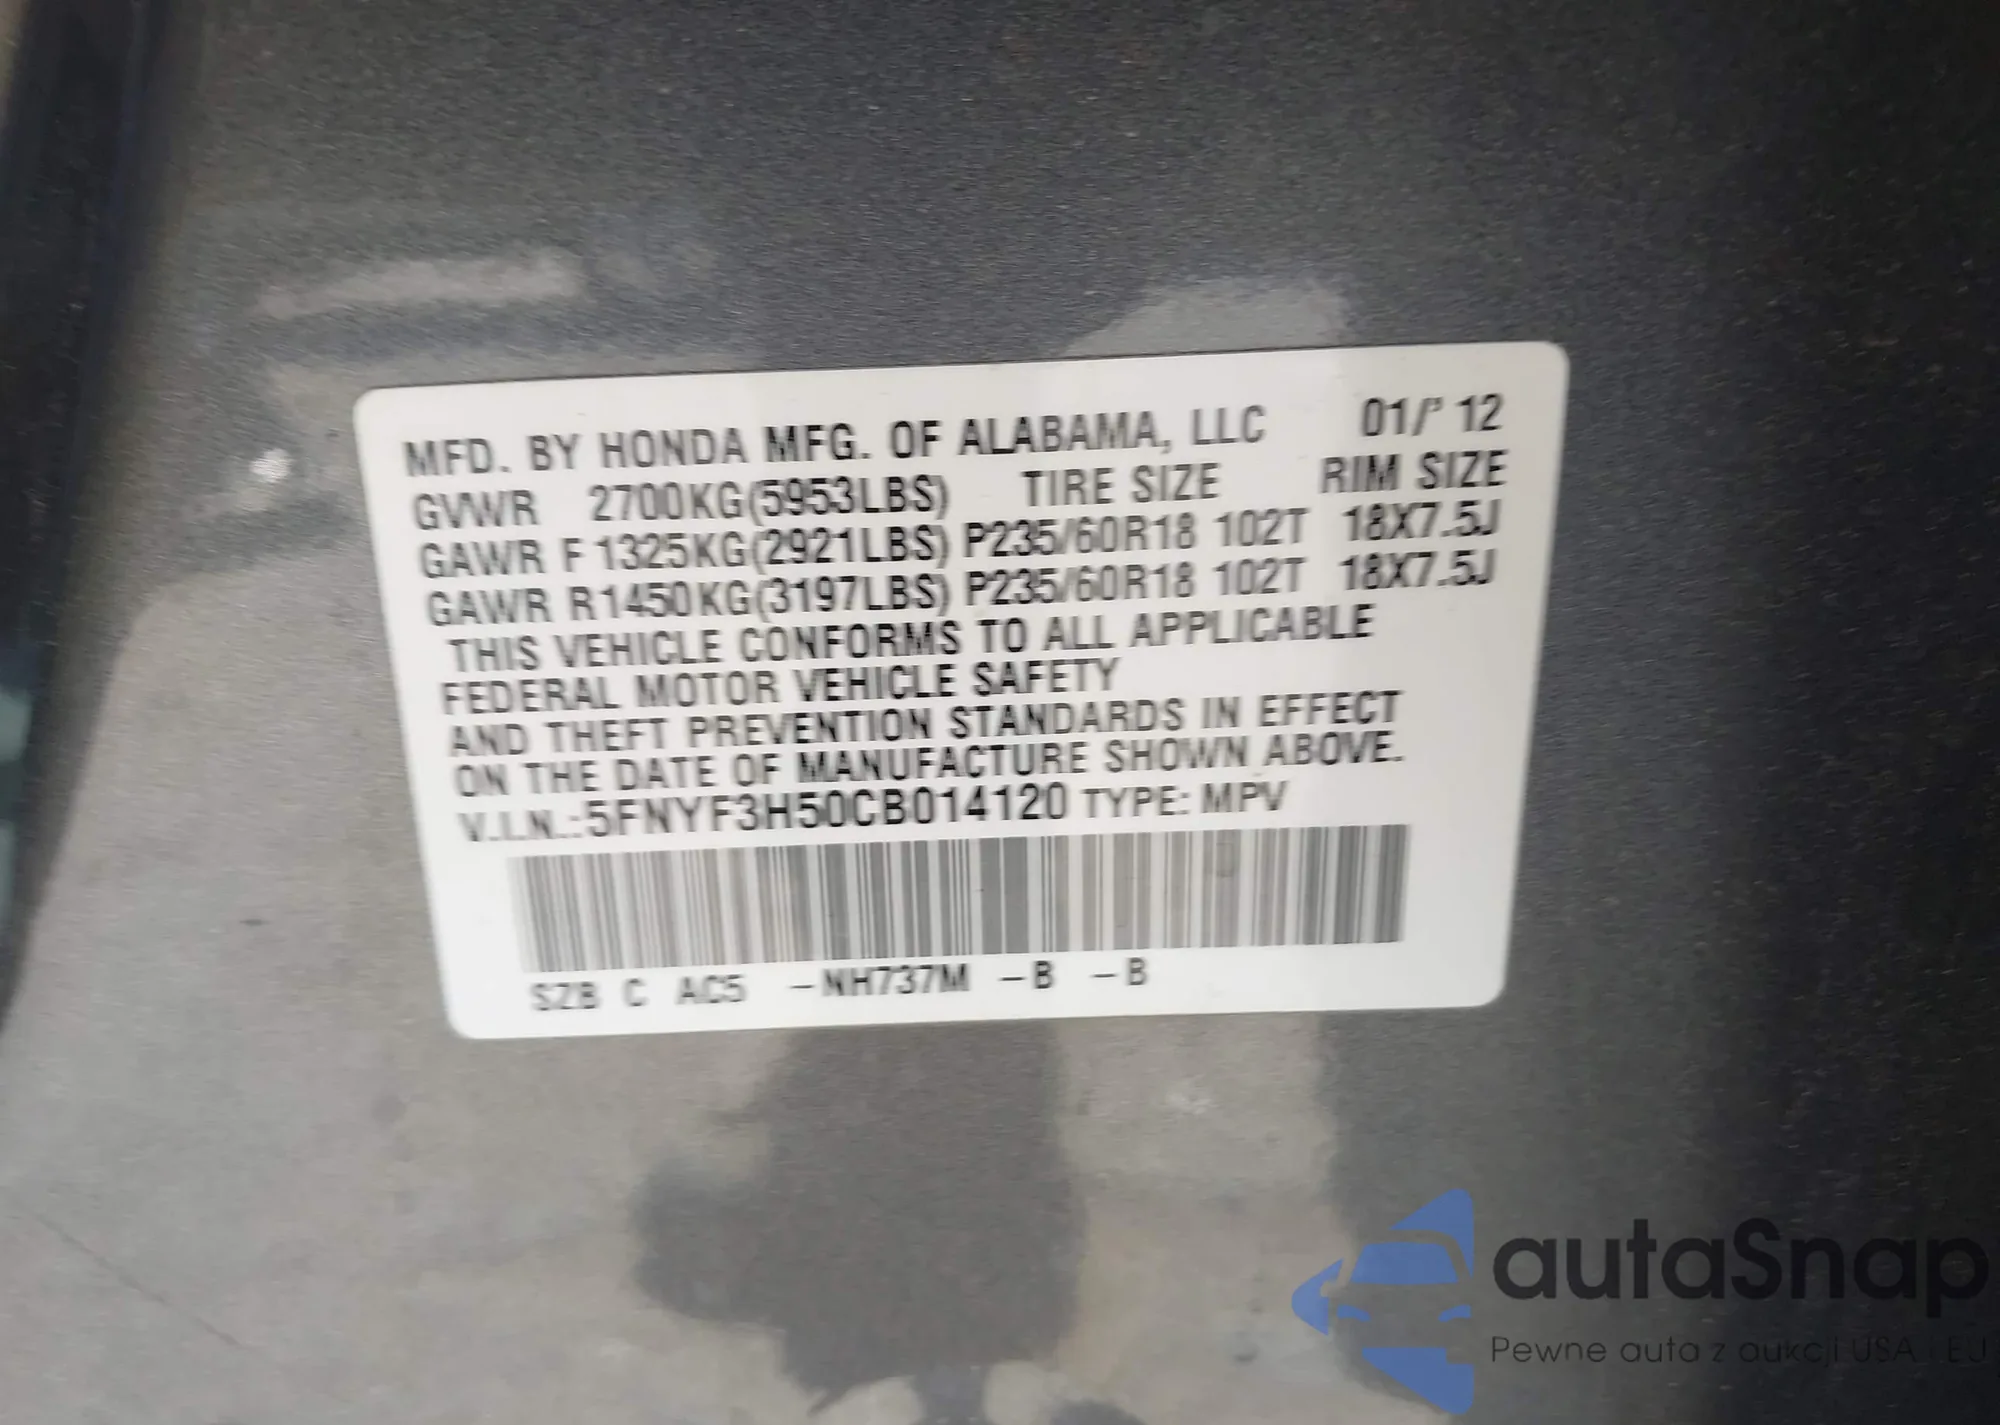 MFD. BY HONDA MFG. OF ALABAMA, LLC 01/' 12
GVWR 2700KG(5953LBS) TIRE SIZE RIM SIZE
GAWR F 1325KG(2921LBS) P235/60R18 102T 18X7.5J
GAWR R1450KG(3197LBS) P235/60R18 102T 18X7.5J
THIS VEHICLE CONFORMS TO ALL APPLICABLE
FEDERAL MOTOR VEHICLE SAFETY
AND THEFT PREVENTION STANDARDS IN EFFECT
ON THE DATE OF MANUFACTURE SHOWN ABOVE.
V.I.N.:5FNYF3H50CB014120 TYPE: MPV
SZB C AC5 –NH737M –B –B
autaSnap
Pewne auta z aukcji USA i EU